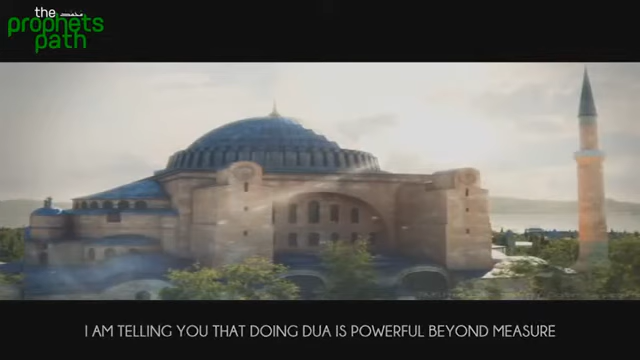 the
prophets
path
I AM TELLING YOU THAT DOING DUA IS POWERFUL BEYOND MEASURE